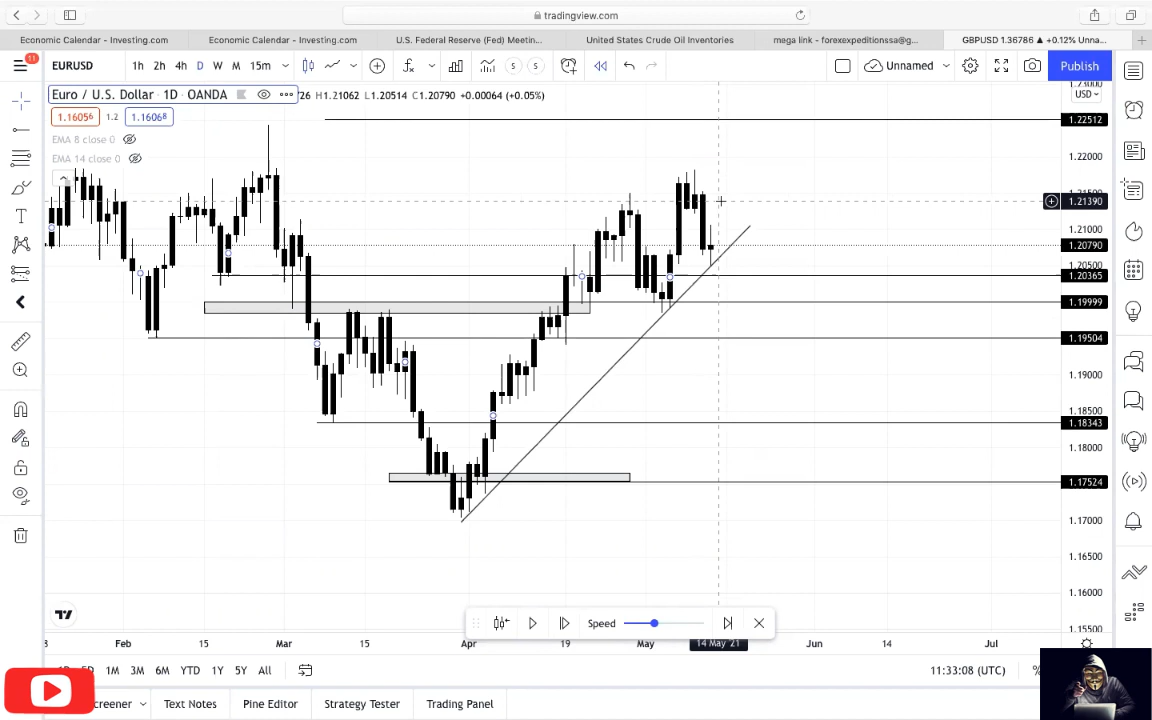 tradingview.com
Economic Calendar - Investing.com
Economic Calendar - Investing.com
U.S. Federal Reserve (Fed) Meetin...
United States Crude Oil Inventories
mega link - forexexpeditionssa@g...
GBPUSD 1.36786 ▲ +0.12% Unna...
11
EURUSD
1h 2h 4h D W M 15m
S S
Unnamed
Publish
Euro / U.S. Dollar 1D OANDA
H1.21062 L1.20514 C1.20790 +0.00064 (+0.05%)
USD
1.16056 1.2 1.16068
EMA 8 close 0
EMA 14 close 0
1.22512
1.22000
1.21390
1.21000
1.20790
1.20500
1.20365
1.19999
1.19504
1.19000
1.18500
1.18343
1.18000
1.17524
1.17000
1.16500
1.16000
1.15500
Speed
Feb 15 Mar 15 Apr 19 May 14 May '21 Jun 14 Jul
5D 1M 3M 6M YTD 1Y 5Y All
11:33:08 (UTC) %
Screener Text Notes Pine Editor Strategy Tester Trading Panel